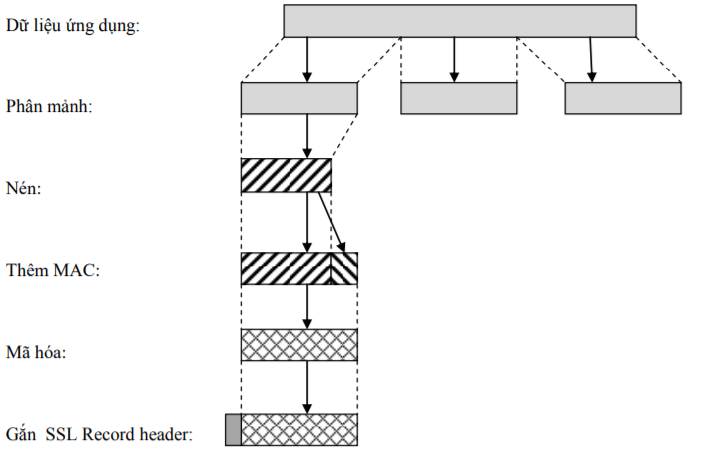 Dữ liệu ứng dụng:
Phân mảnh:
Nén:
Thêm MAC:
Mã hóa:
Gắn SSL Record header: